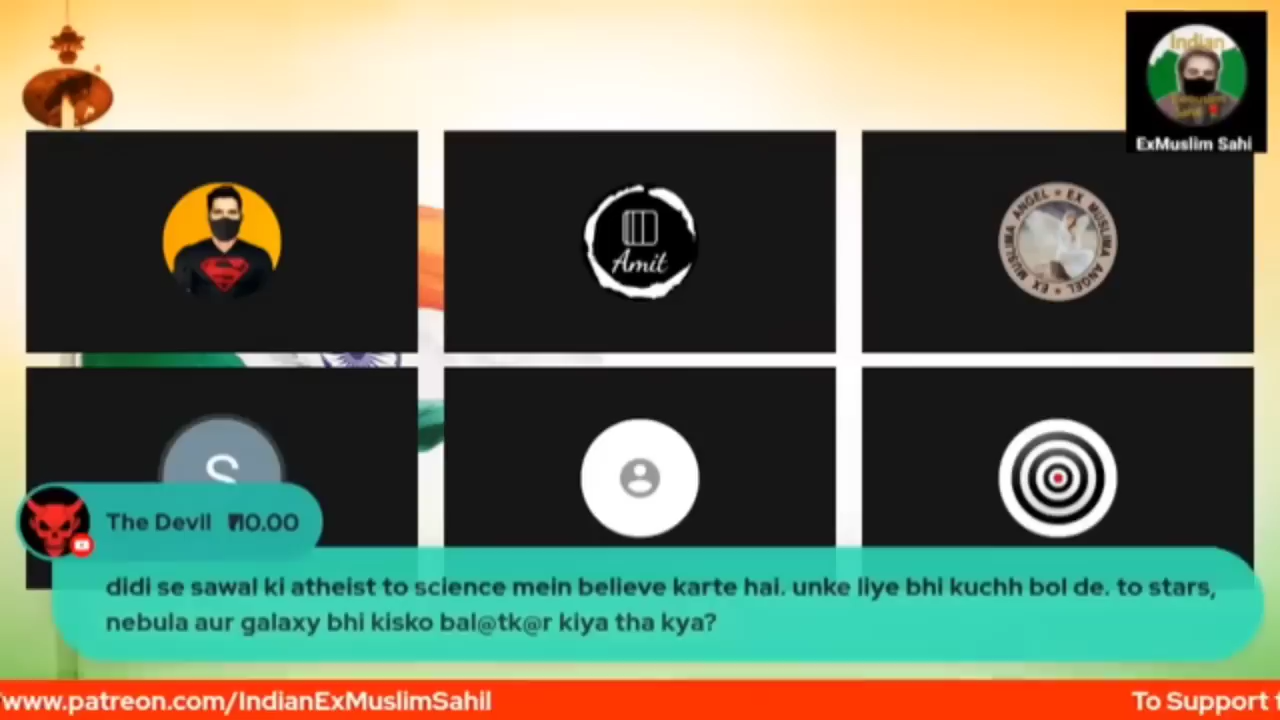 Indian
ExMuslim Sahi
Amit
EX MUSLIMA ANGEL * EX MUSLIMA ANGEL *
S
The Devil 10.00
didi se sawal ki atheist to science mein believe karte hai. unke liye bhi kuchh bol de. to stars,
nebula aur galaxy bhi kisko bal@tk@r kiya tha kya?
www.patreon.com/IndianExMuslimSahil
To Support